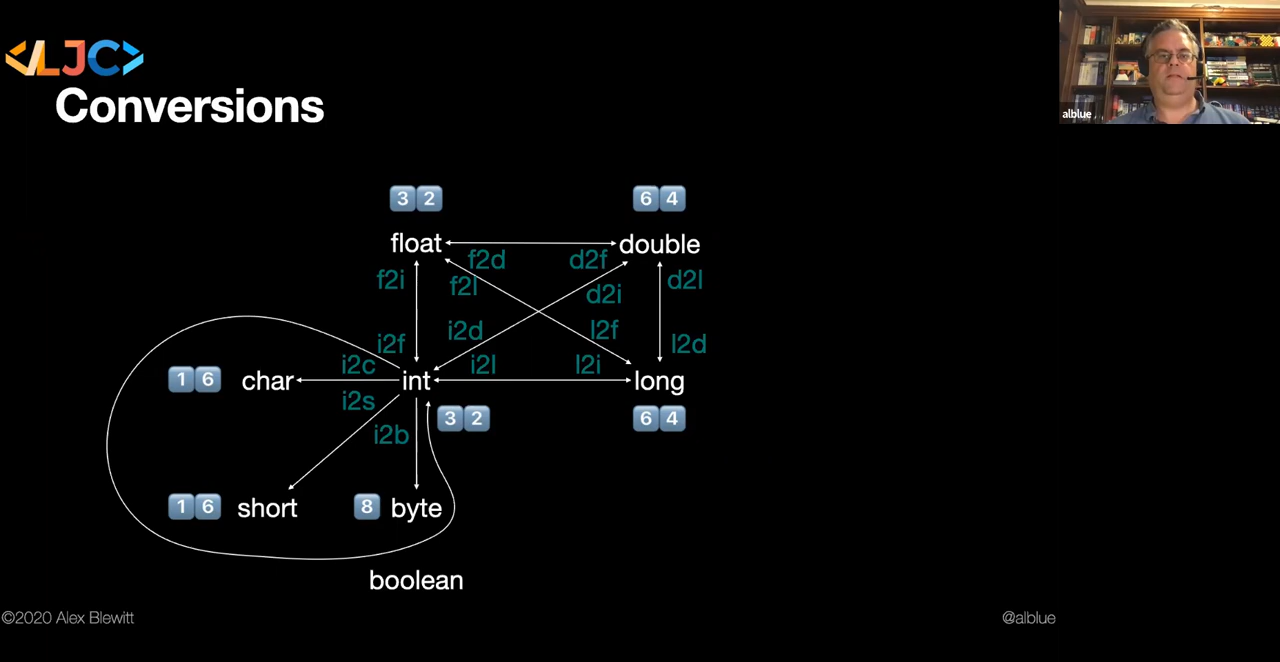 <LJC>
Conversions
alblue
32 64
float double
f2d d2f
f2i f2l d2i d2l
i2d l2f
i2f l2d
i2c i2l l2i
16 char int long
i2s
32 64
i2b
16 short 8 byte
boolean
©2020 Alex Blewitt @alblue